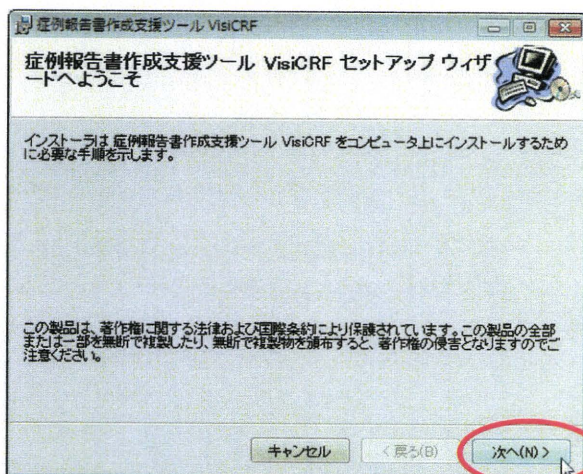 症例報告書作成支援ツール VisiCRF
症例報告書作成支援ツール VisiCRF セットアップ ウィザ
ードへようこそ
インストーラは 症例報告書作成支援ツール VisiCRF をコンピュータ上にインストールするため
に必要な手順を示します。
この製品は、著作権に関する法律および国際条約により保護されています。この製品の全部
または一部を無断で複製したり、無断で複製物を頒布すると、著作権の侵害となりますのでご
注意ください。
キャンセル
< 戻る(B)
次へ(N) >